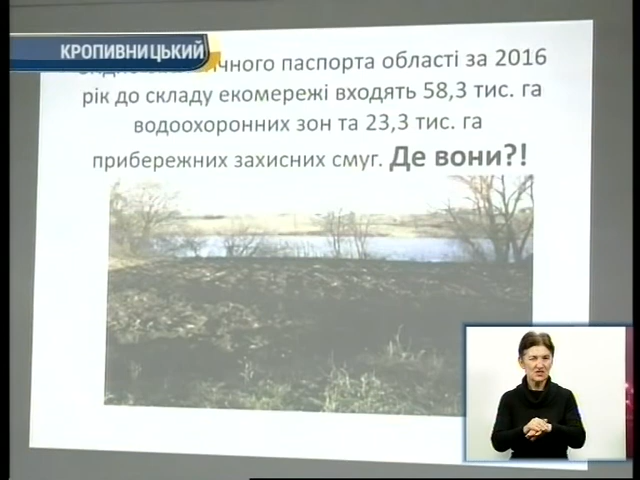 КРОПИВНИЦЬКИЙ
паспорта області за 2016
рік до складу екомережі входять 58,3 тис. га
водоохоронних зон та 23,3 тис. га
прибережних захисних смуг. Де вони?!